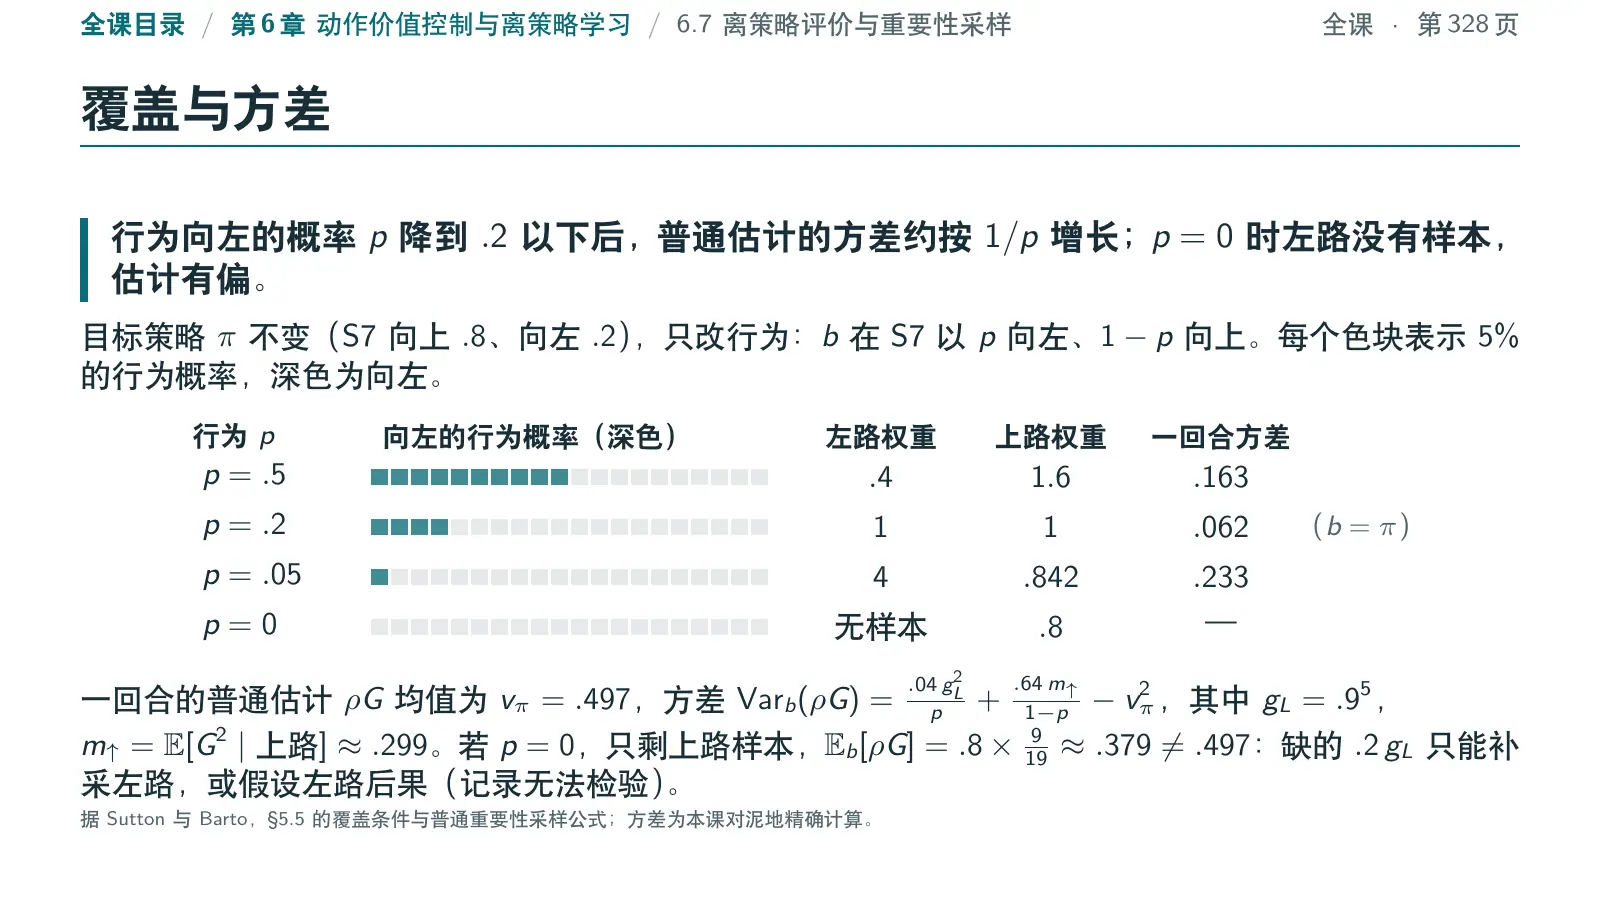 全课目录 / 第 6 章 动作价值控制与离策略学习 / 6.7 离策略评价与重要性采样 全课 · 第 328 页
覆盖与方差
行为向左的概率 p 降到 .2 以下后，普通估计的方差约按 1/p 增长；p = 0 时左路没有样本，
估计有偏。
目标策略 π 不变（S7 向上 .8、向左 .2），只改行为：b 在 S7 以 p 向左、1 − p 向上。每个色块表示 5%
的行为概率，深色为向左。
行为 p 向左的行为概率（深色） 左路权重 上路权重 一回合方差
p = .5 .4 1.6 .163
p = .2 1 1 .062 （b = π）
p = .05 4 .842 .233
p = 0 无样本 .8 —
一回合的普通估计 ρG 均值为 vπ = .497，方差 Var_b(ρG) = .04 g_L^2/p + .64 m↑/1−p − v_π^2，其中 g_L = .9^5，
m↑ = 𝔼[G^2 | 上路] ≈ .299。若 p = 0，只剩上路样本，𝔼_b[ρG] = .8 × 9/19 ≈ .379 ≠ .497：缺的 .2 g_L 只能补
采左路，或假设左路后果（记录无法检验）。
据 Sutton 与 Barto，§5.5 的覆盖条件与普通重要性采样公式；方差为本课对泥地精确计算。